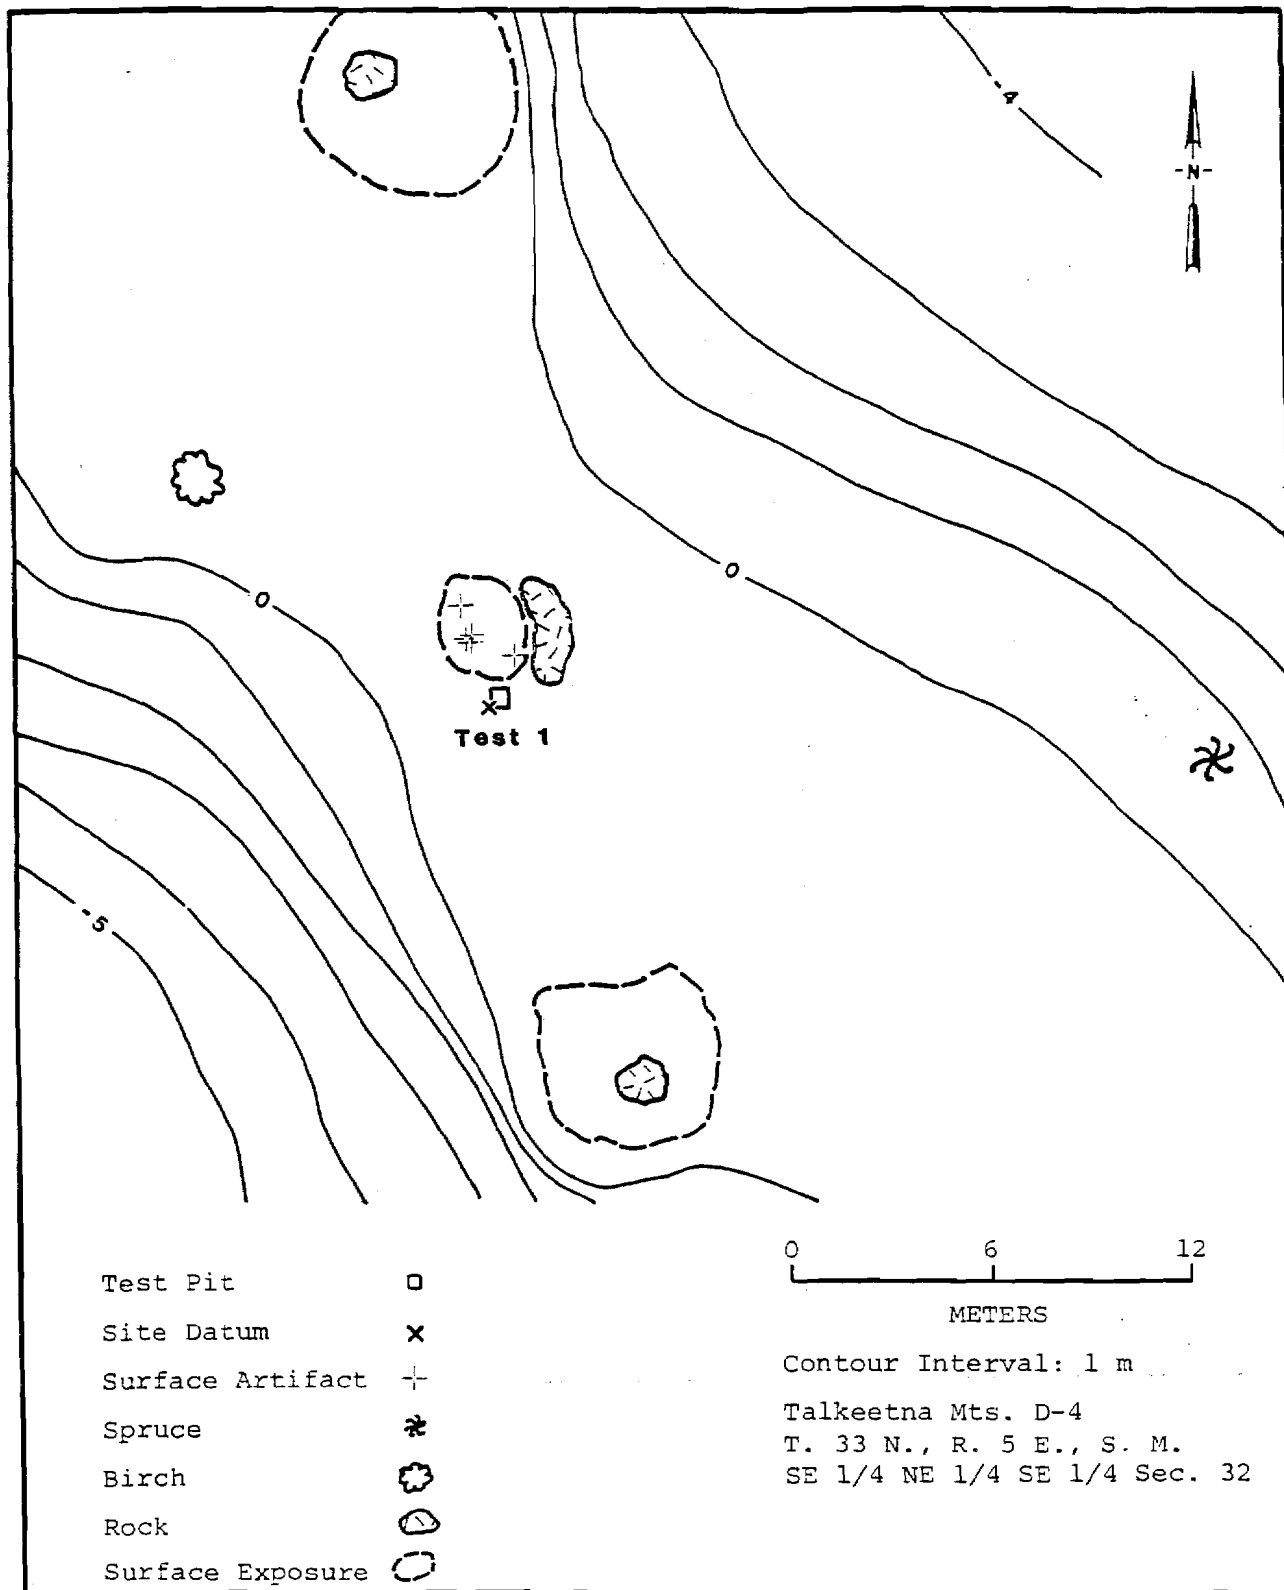 -4
-N-
0
0
Test 1
-5
0 6 12
METERS
Test Pit
Site Datum
Surface Artifact
Spruce
Birch
Rock
Surface Exposure
Contour Interval: 1 m
Talkeetna Mts. D-4
T. 33 N., R. 5 E., S. M.
SE 1/4 NE 1/4 SE 1/4 Sec. 32